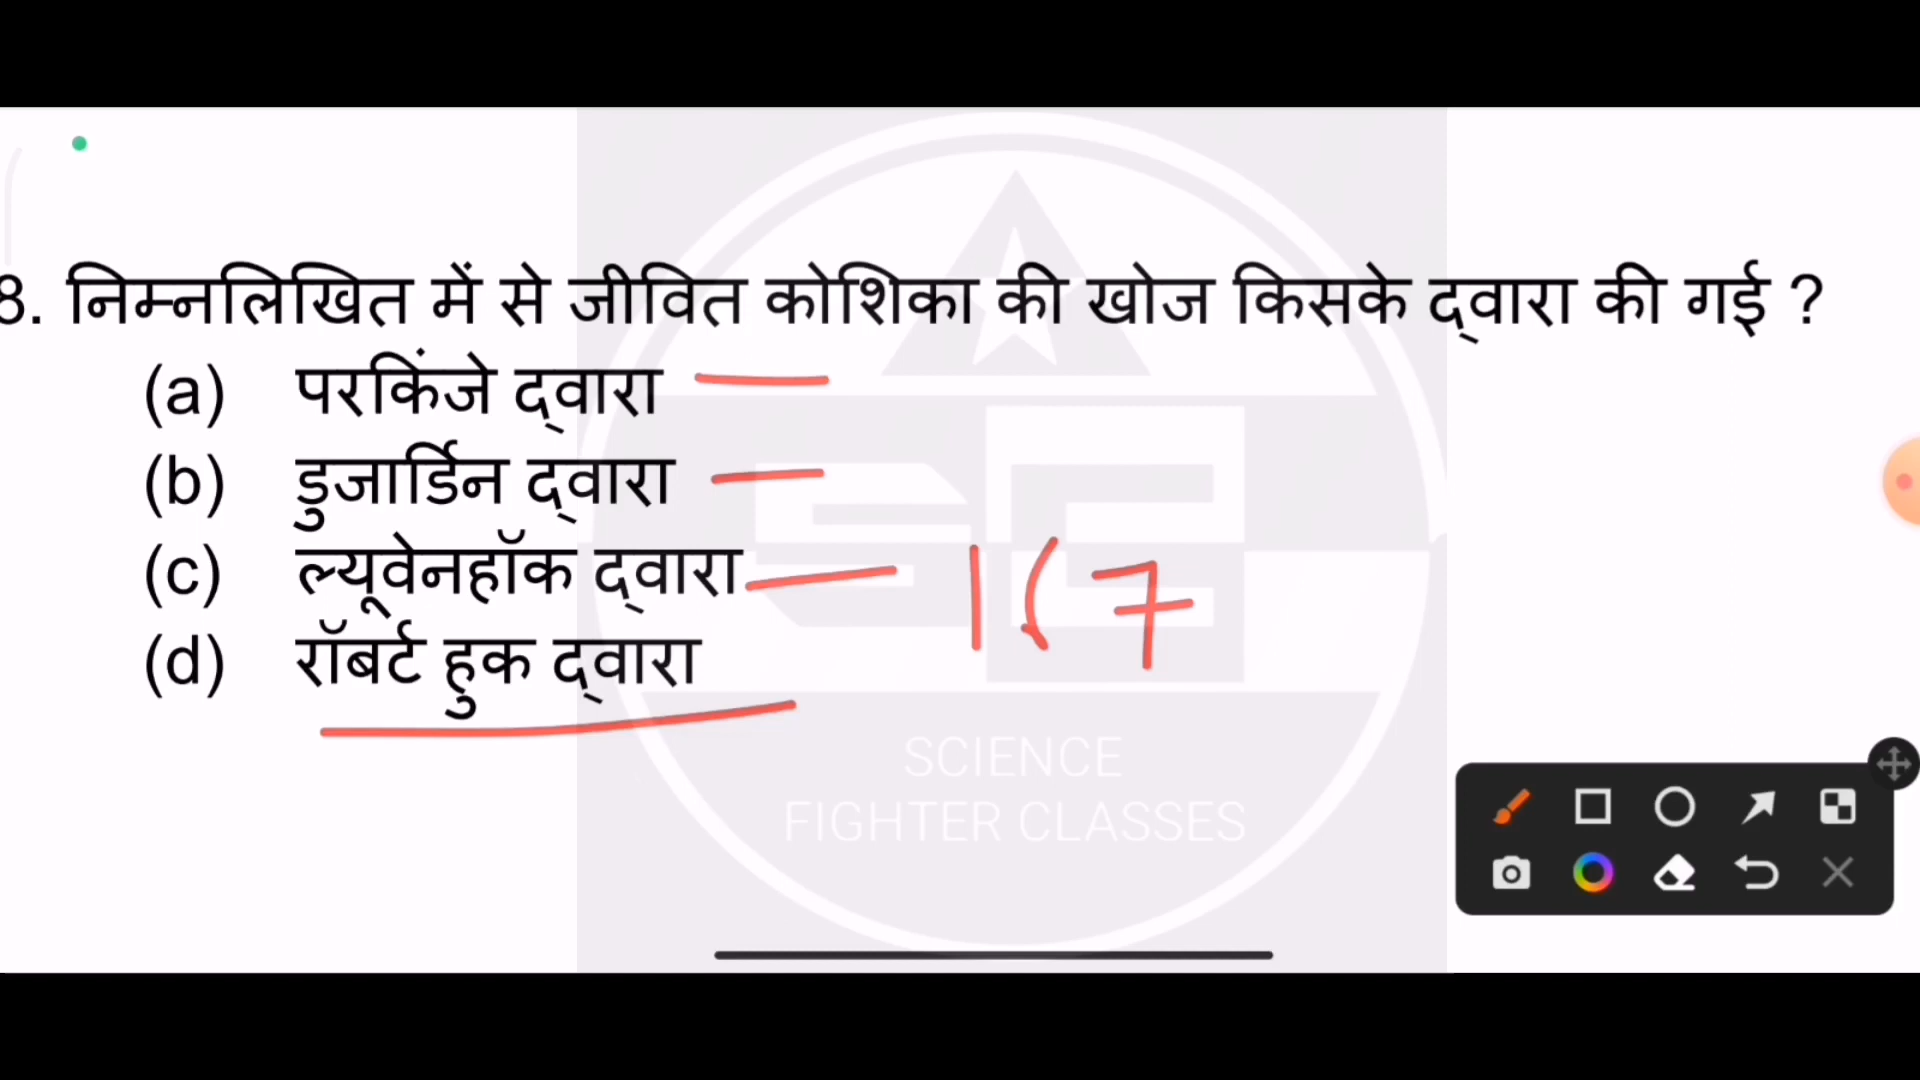 8. निम्नलिखित में से जीवित कोशिका की खोज किसके द्वारा की गई ?
(a) परकिंजे द्वारा
(b) डुजार्डिन द्वारा
(c) ल्यूवेनहॉक द्वारा
(d) रॉबर्ट हुक द्वारा
SCIENCE
FIGHTER CLASSES